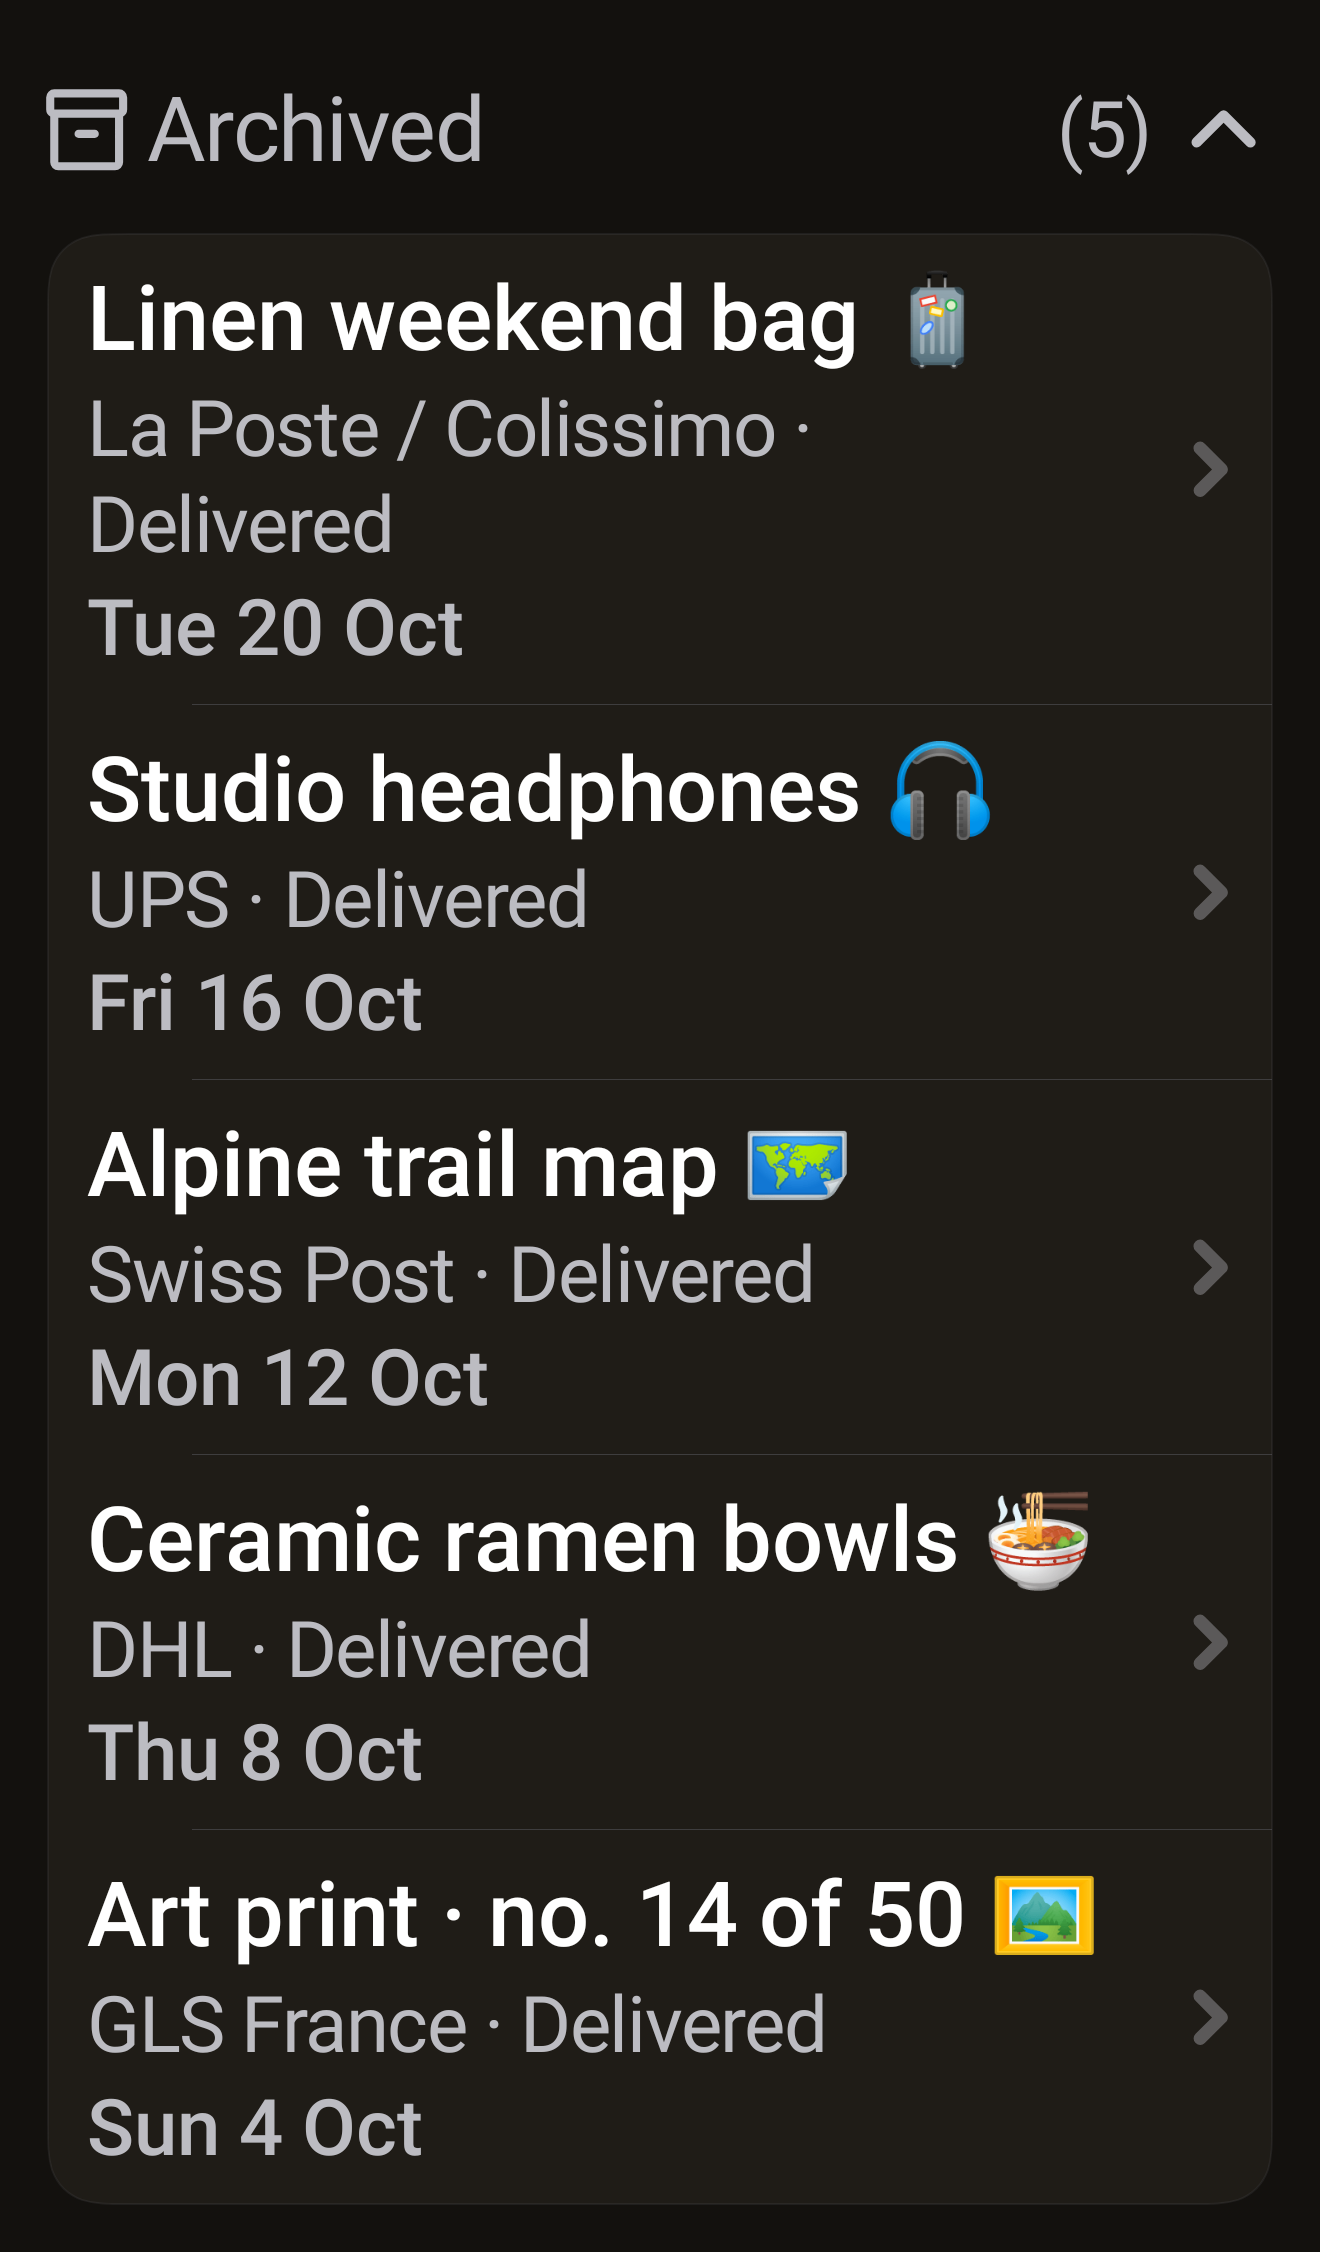 Archived (5)
Linen weekend bag 🧳
La Poste / Colissimo ·
Delivered
Tue 20 Oct
Studio headphones 🎧
UPS · Delivered
Fri 16 Oct
Alpine trail map 🗺️
Swiss Post · Delivered
Mon 12 Oct
Ceramic ramen bowls 🍜
DHL · Delivered
Thu 8 Oct
Art print · no. 14 of 50 🖼️
GLS France · Delivered
Sun 4 Oct